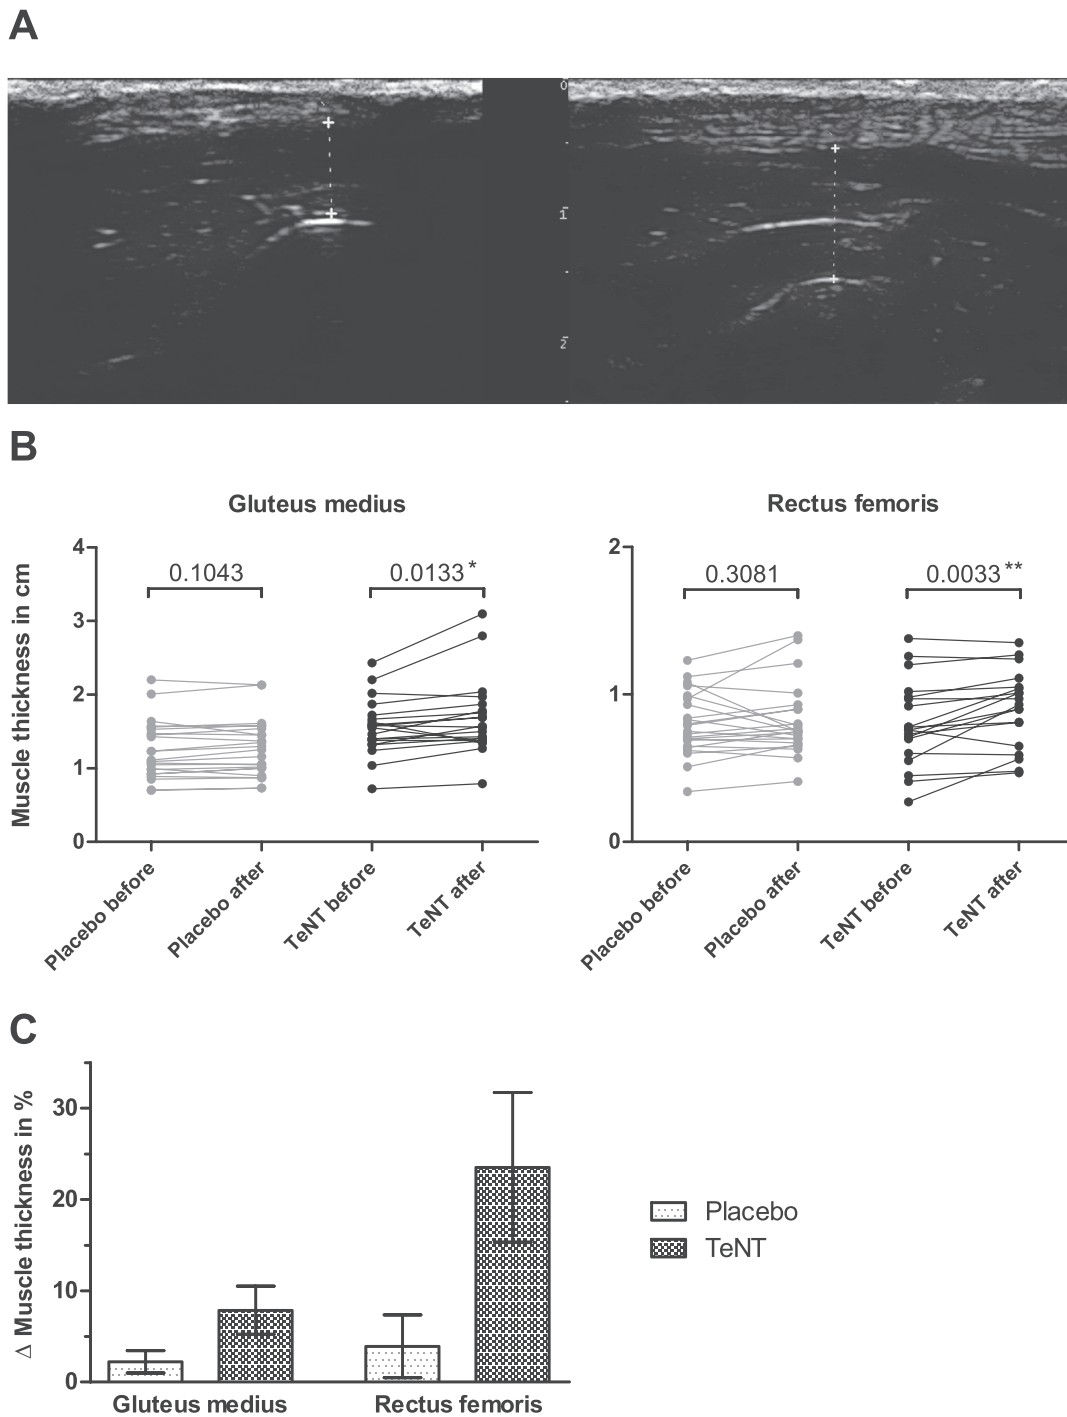 A
0
1
2
B
Gluteus medius
Rectus femoris
Muscle thickness in cm
4
3
2
1
0
0.1043
0.0133 *
2
1
0
0.3081
0.0033 **
Placebo before
Placebo after
TeNT before
TeNT after
Placebo before
Placebo after
TeNT before
TeNT after
C
Δ Muscle thickness in %
30
20
10
0
Gluteus medius
Rectus femoris
Placebo
TeNT